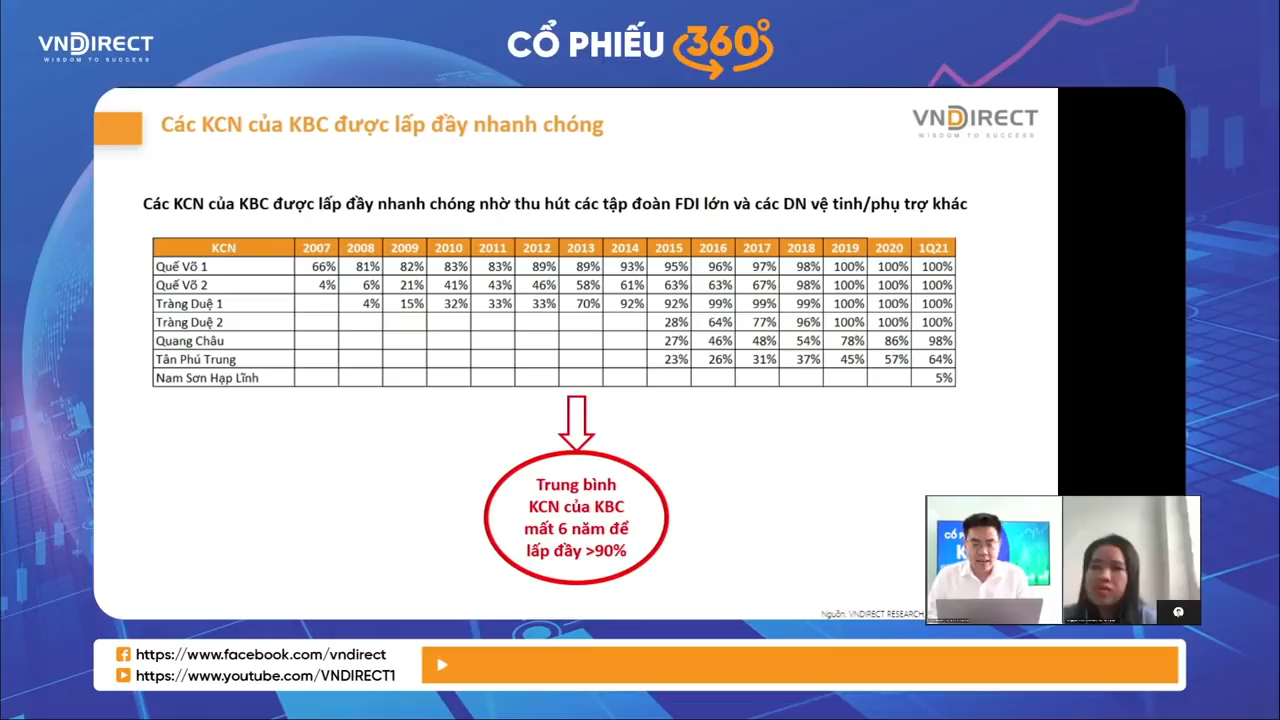 VNDIRECT
WISDOM TO SUCCESS
CỔ PHIẾU 360°
Các KCN của KBC được lấp đầy nhanh chóng
VNDIRECT
WISDOM TO SUCCESS
Các KCN của KBC được lấp đầy nhanh chóng nhờ thu hút các tập đoàn FDI lớn và các DN vệ tinh/phụ trợ khác
KCN 2007 2008 2009 2010 2011 2012 2013 2014 2015 2016 2017 2018 2019 2020 1Q21
Quế Võ 1 66% 81% 82% 83% 83% 89% 89% 93% 95% 96% 97% 98% 100% 100% 100%
Quế Võ 2 4% 6% 21% 41% 43% 46% 58% 61% 63% 63% 67% 98% 100% 100% 100%
Tràng Duệ 1 4% 15% 32% 33% 33% 70% 92% 92% 99% 99% 99% 100% 100% 100%
Tràng Duệ 2 28% 64% 77% 96% 100% 100% 100%
Quang Châu 27% 46% 48% 54% 78% 86% 98%
Tân Phú Trung 23% 26% 31% 37% 45% 57% 64%
Nam Sơn Hạp Lĩnh 5%
Trung bình
KCN của KBC
mất 6 năm để
lấp đầy >90%
CỔ PH
Nguồn: VNDIRECT RESEARCH
https://www.facebook.com/vndirect
https://www.youtube.com/VNDIRECT1